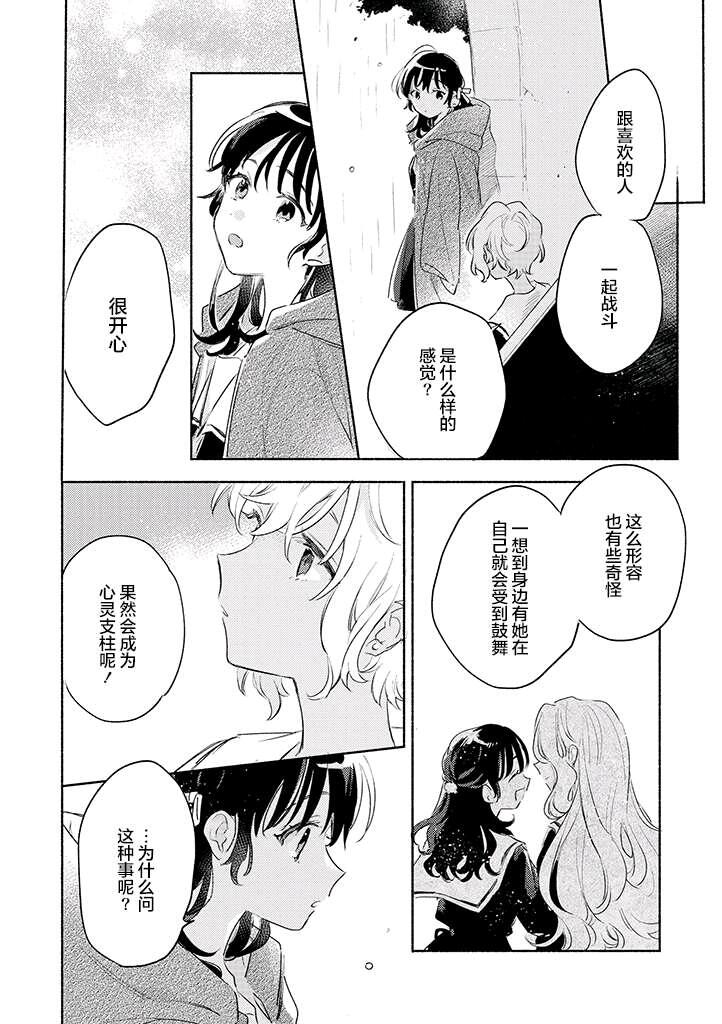 跟喜欢的人
一起战斗
是什么样的
感觉？
很开心
这么形容
也有些奇怪
一想到身边有她在
自己就会受到鼓舞
果然会成为
心灵支柱呢！
…为什么问
这种事呢？